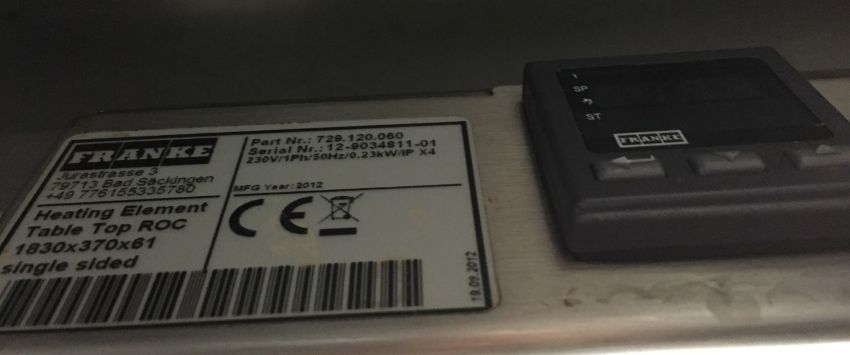 FRANKE
Jurastrasse 3
79713 Bad Säckingen
+49 776155335780
Heating Element
Table Top ROC
1830x370x61
single sided
Part Nr.: 729.120.060
Serial Nr.: 12-9034811-01
230V/1Ph/50Hz/0.23kW/IP X4
MFG Year: 2012
CE
19.09.2012
1
SP
ST
FRANKE